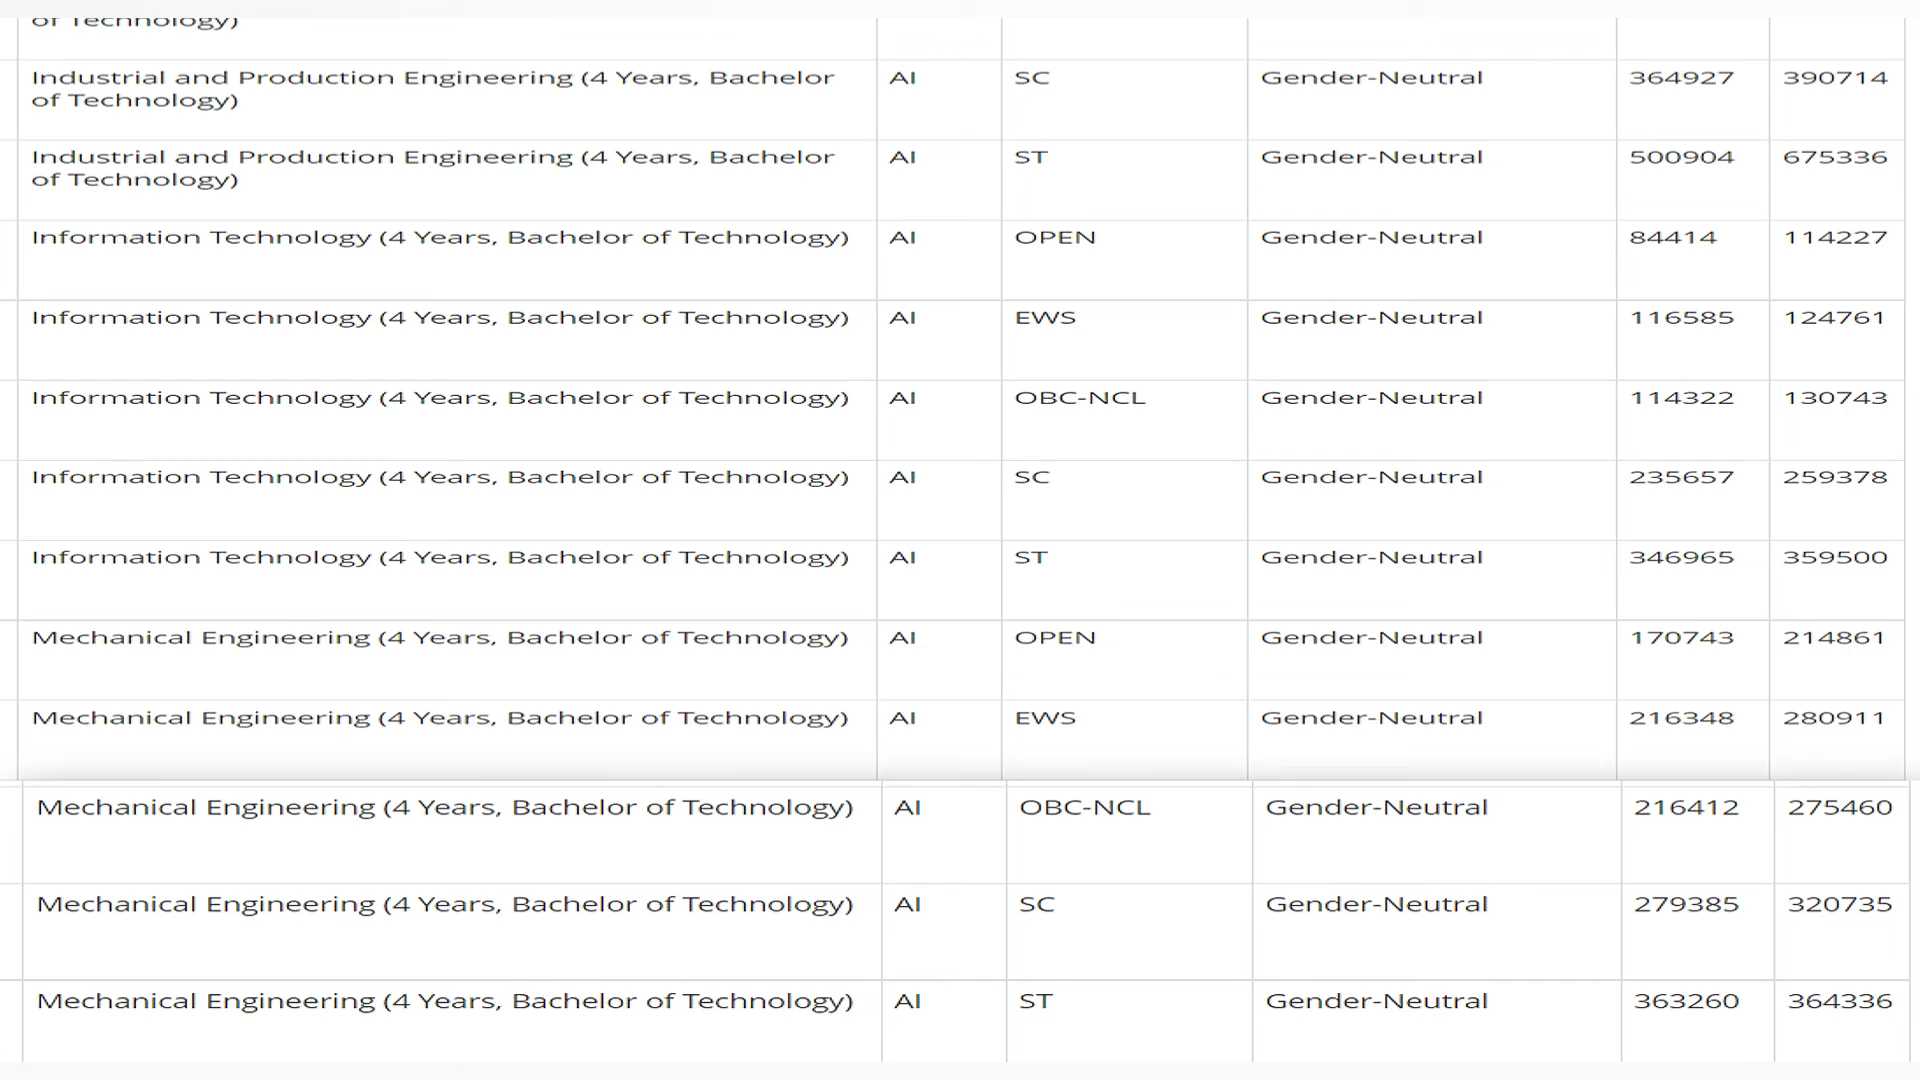 of Technology)
Industrial and Production Engineering (4 Years, Bachelor of Technology) AI SC Gender-Neutral 364927 390714
Industrial and Production Engineering (4 Years, Bachelor of Technology) AI ST Gender-Neutral 500904 675336
Information Technology (4 Years, Bachelor of Technology) AI OPEN Gender-Neutral 84414 114227
Information Technology (4 Years, Bachelor of Technology) AI EWS Gender-Neutral 116585 124761
Information Technology (4 Years, Bachelor of Technology) AI OBC-NCL Gender-Neutral 114322 130743
Information Technology (4 Years, Bachelor of Technology) AI SC Gender-Neutral 235657 259378
Information Technology (4 Years, Bachelor of Technology) AI ST Gender-Neutral 346965 359500
Mechanical Engineering (4 Years, Bachelor of Technology) AI OPEN Gender-Neutral 170743 214861
Mechanical Engineering (4 Years, Bachelor of Technology) AI EWS Gender-Neutral 216348 280911
Mechanical Engineering (4 Years, Bachelor of Technology) AI OBC-NCL Gender-Neutral 216412 275460
Mechanical Engineering (4 Years, Bachelor of Technology) AI SC Gender-Neutral 279385 320735
Mechanical Engineering (4 Years, Bachelor of Technology) AI ST Gender-Neutral 363260 364336